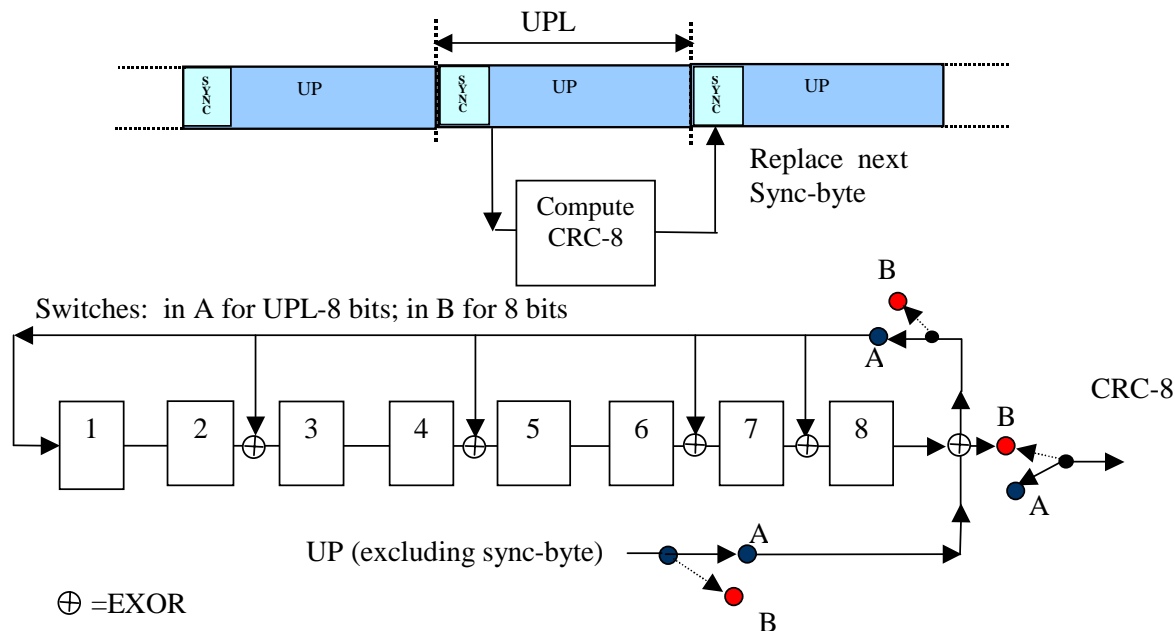 UPL
SYNC UP SYNC UP SYNC UP
Replace next
Sync-byte
Compute
CRC-8
B
Switches: in A for UPL-8 bits; in B for 8 bits
A
CRC-8
1 2 3 4 5 6 7 8
B
A
UP (excluding sync-byte)
A
B
⊕ =EXOR